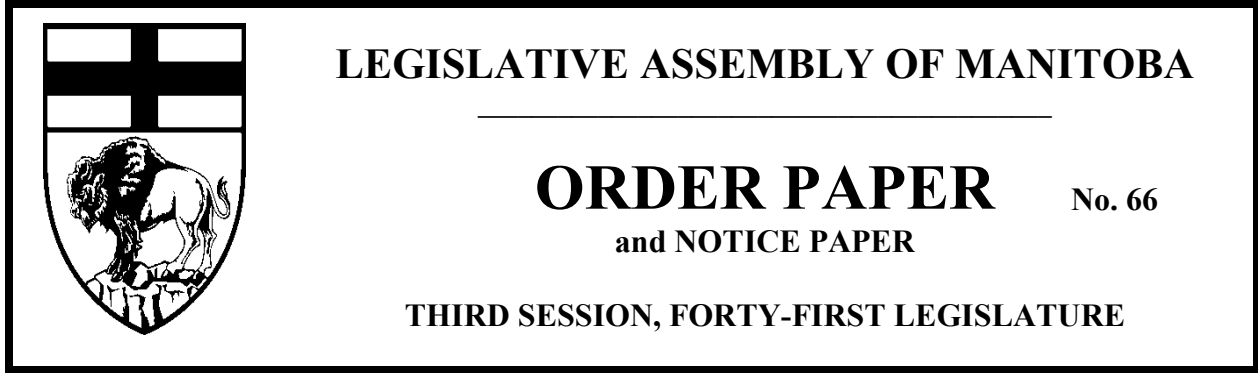 LEGISLATIVE ASSEMBLY OF MANITOBA
ORDER PAPER No. 66
and NOTICE PAPER
THIRD SESSION, FORTY-FIRST LEGISLATURE